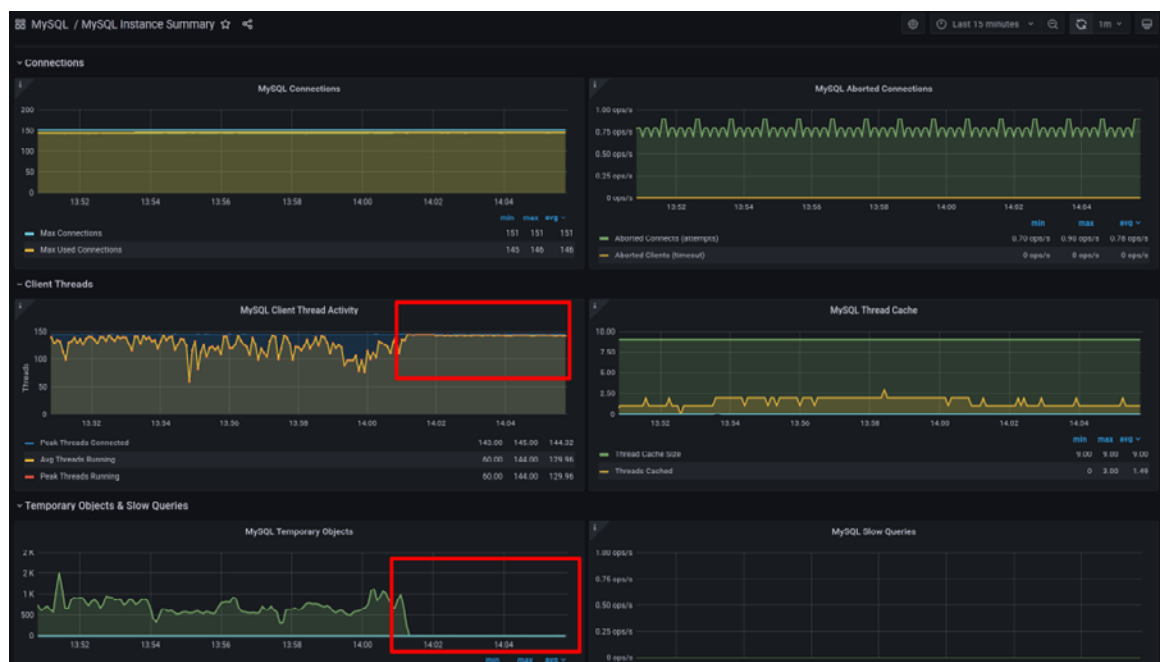 MySQL / MySQL Instance Summary
Last 15 minutes
1m
Connections
MySQL Connections
200
150
100
50
0
13:52 13:54 13:56 13:58 14:00 14:02 14:04
min max avg
Max Connections 151 151 151
Max Used Connections 145 146 146
MySQL Aborted Connections
1.00 ops/s
0.75 ops/s
0.50 ops/s
0.25 ops/s
0 ops/s
13:52 13:54 13:56 13:58 14:00 14:02 14:04
min max avg
Aborted Connects (attempts) 0.70 ops/s 0.90 ops/s 0.78 ops/s
Aborted Clients (timeout) 0 ops/s 0 ops/s 0 ops/s
Client Threads
MySQL Client Thread Activity
Threads
150
100
50
0
13:52 13:54 13:56 13:58 14:00 14:02 14:04
Peak Threads Connected 143.00 145.00 144.32
Avg Threads Running 60.00 144.00 129.96
Peak Threads Running 60.00 144.00 129.96
MySQL Thread Cache
10.00
7.50
5.00
2.50
0
13:52 13:54 13:56 13:58 14:00 14:02 14:04
min max avg
Thread Cache Size 9.00 9.00 9.00
Threads Cached 0 3.00 1.49
Temporary Objects & Slow Queries
MySQL Temporary Objects
2 K
2 K
1 K
500
0
13:52 13:54 13:56 13:58 14:00 14:02 14:04
min max avg
MySQL Slow Queries
1.00 ops/s
0.75 ops/s
0.50 ops/s
0.25 ops/s
0 ops/s